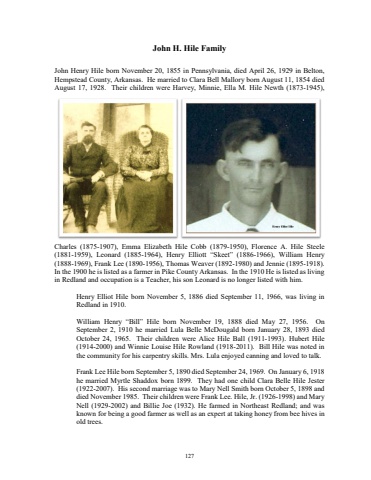 John H. Hile Family
John Henry Hile born November 20, 1855 in Pennsylvania, died April 26, 1929 in Belton,
Hempstead County, Arkansas. He married to Clara Bell Mallory born August 11, 1854 died
August 17, 1928. Their children were Harvey, Minnie, Ella M. Hile Newth (1873-1945),
Henry Elliot Hile
Charles (1875-1907), Emma Elizabeth Hile Cobb (1879-1950), Florence A. Hile Steele
(1881-1959), Leonard (1885-1964), Henry Elliott "Skeet" (1886-1966), William Henry
(1888-1969), Frank Lee (1890-1956), Thomas Weaver (1892-1980) and Jennie (1895-1918).
In the 1900 he is listed as a farmer in Pike County Arkansas. In the 1910 He is listed as living
in Redland and occupation is a Teacher, his son Leonard is no longer listed with him.
Henry Elliot Hile born November 5, 1886 died September 11, 1966, was living in
Redland in 1910.
William Henry "Bill" Hile born November 19, 1888 died May 27, 1956. On
September 2, 1910 he married Lula Belle McDougald born January 28, 1893 died
October 24, 1965. Their children were Alice Hile Ball (1911-1993). Hubert Hile
(1914-2000) and Winnie Louise Hile Rowland (1918-2011). Bill Hile was noted in
the community for his carpentry skills. Mrs. Lula enjoyed canning and loved to talk.
Frank Lee Hile born September 5, 1890 died September 24, 1969. On January 6, 1918
he married Myrtle Shaddox born 1899. They had one child Clara Belle Hile Jester
(1922-2007). His second marriage was to Mary Nell Smith born October 5, 1898 and
died November 1985. Their children were Frank Lee. Hile, Jr. (1926-1998) and Mary
Nell (1929-2002) and Billie Joe (1932). He farmed in Northeast Redland; and was
known for being a good farmer as well as an expert at taking honey from bee hives in
old trees.
127